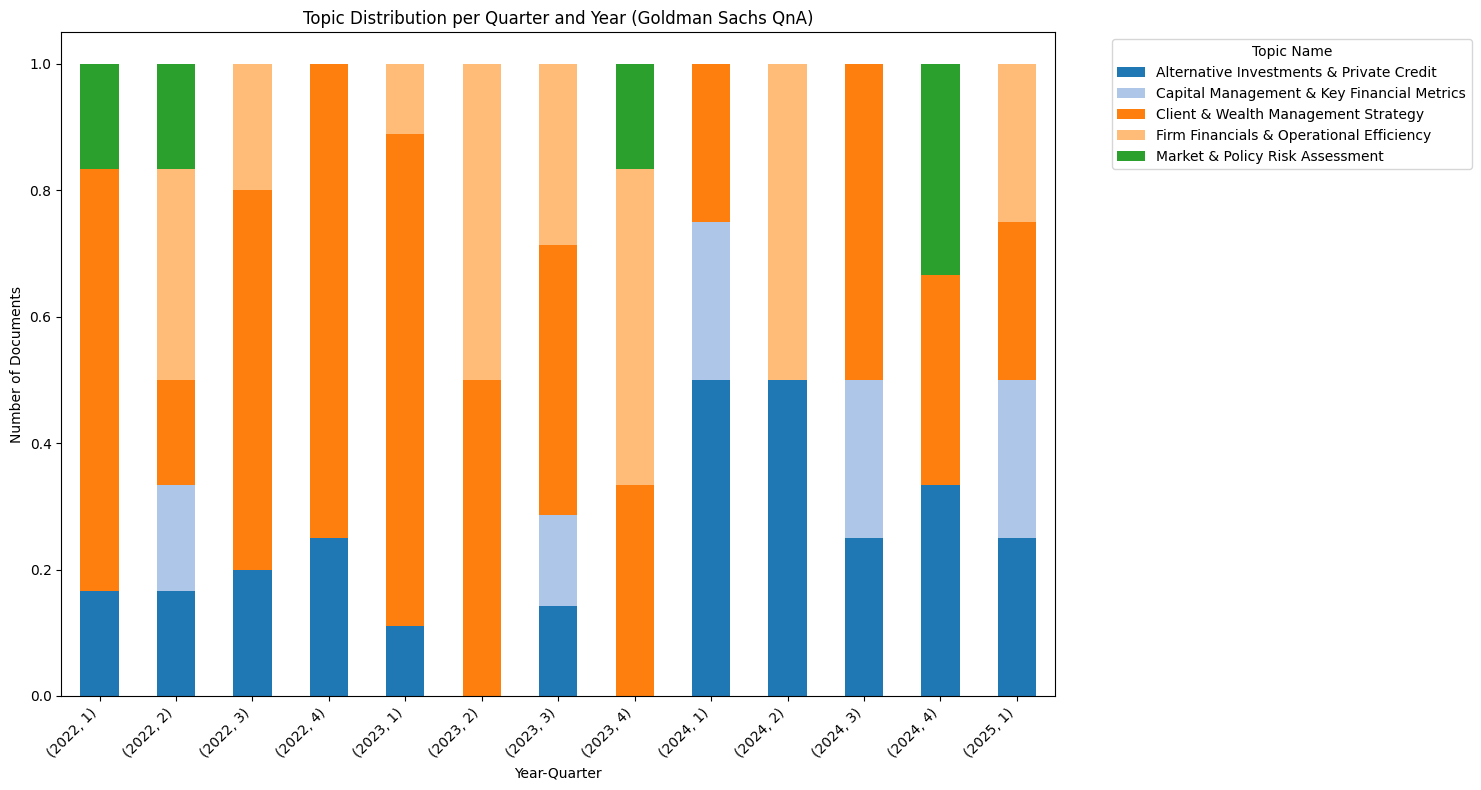 Topic Distribution per Quarter and Year (Goldman Sachs QnA)
Topic Name
Alternative Investments & Private Credit
Capital Management & Key Financial Metrics
Client & Wealth Management Strategy
Firm Financials & Operational Efficiency
Market & Policy Risk Assessment
Number of Documents
1.0
0.8
0.6
0.4
0.2
0.0
(2022, 1)
(2022, 2)
(2022, 3)
(2022, 4)
(2023, 1)
(2023, 2)
(2023, 3)
(2023, 4)
(2024, 1)
(2024, 2)
(2024, 3)
(2024, 4)
(2025, 1)
Year-Quarter